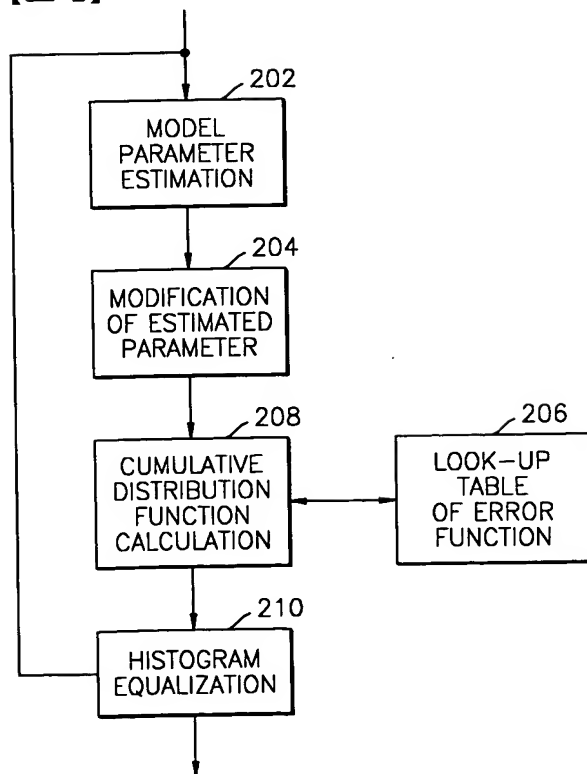 202
MODEL
PARAMETER
ESTIMATION
204
MODIFICATION
OF ESTIMATED
PARAMETER
208
CUMULATIVE
DISTRIBUTION
FUNCTION
CALCULATION
206
LOOK-UP
TABLE
OF ERROR
FUNCTION
210
HISTOGRAM
EQUALIZATION